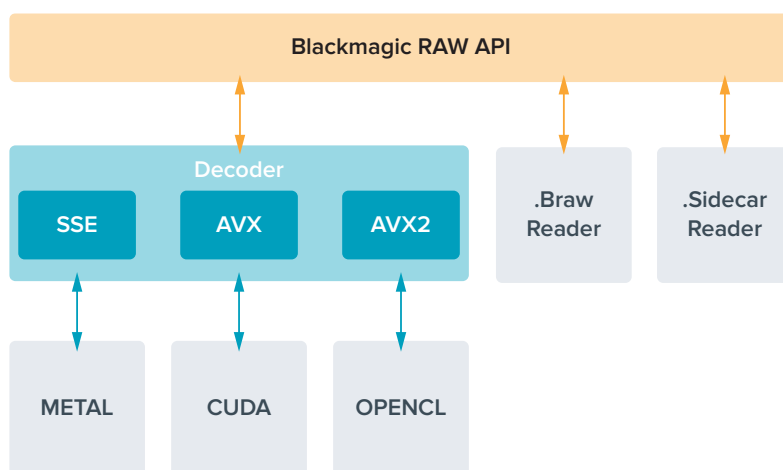 Blackmagic RAW API
Decoder
SSE
AVX
AVX2
.Braw
Reader
.Sidecar
Reader
METAL
CUDA
OPENCL